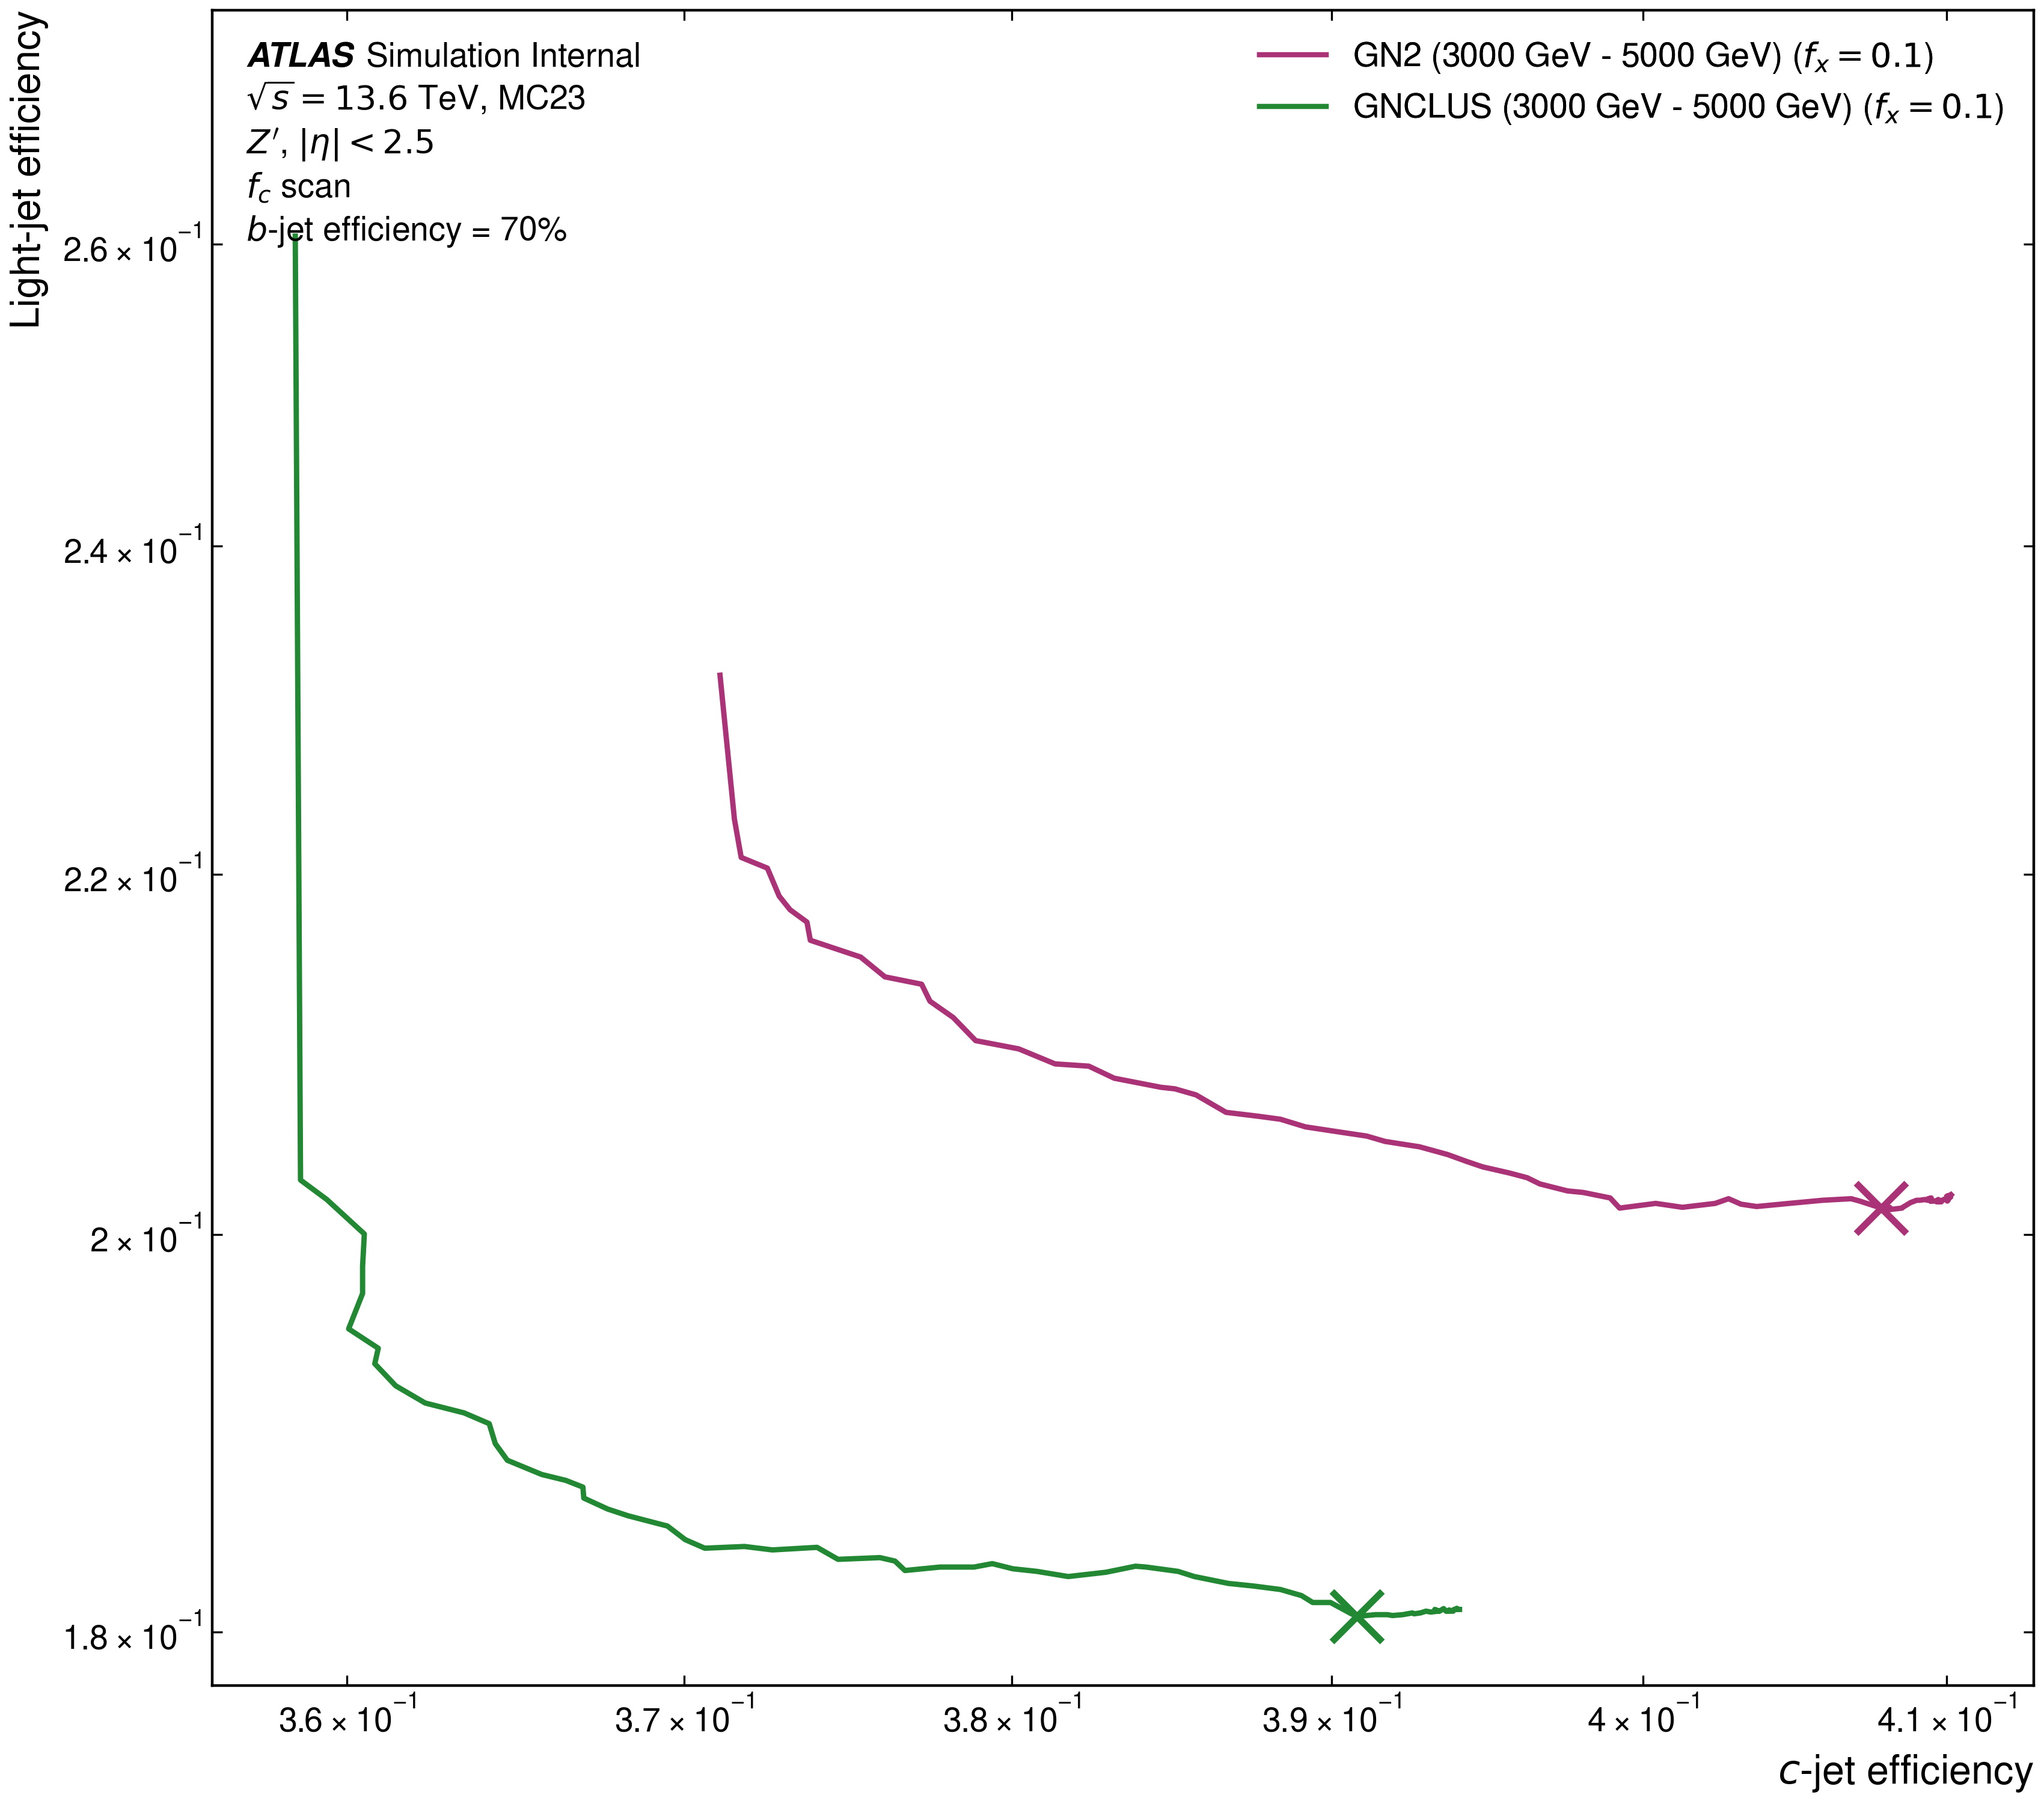 Light-jet efficiency
ATLAS Simulation Internal
√s = 13.6 TeV, MC23
Z′, |η| < 2.5
f_c scan
b-jet efficiency = 70%
GN2 (3000 GeV - 5000 GeV) (f_x = 0.1)
GNCLUS (3000 GeV - 5000 GeV) (f_x = 0.1)
2.6 × 10⁻¹
2.4 × 10⁻¹
2.2 × 10⁻¹
2 × 10⁻¹
1.8 × 10⁻¹
3.6 × 10⁻¹ 3.7 × 10⁻¹ 3.8 × 10⁻¹ 3.9 × 10⁻¹ 4 × 10⁻¹ 4.1 × 10⁻¹
c-jet efficiency